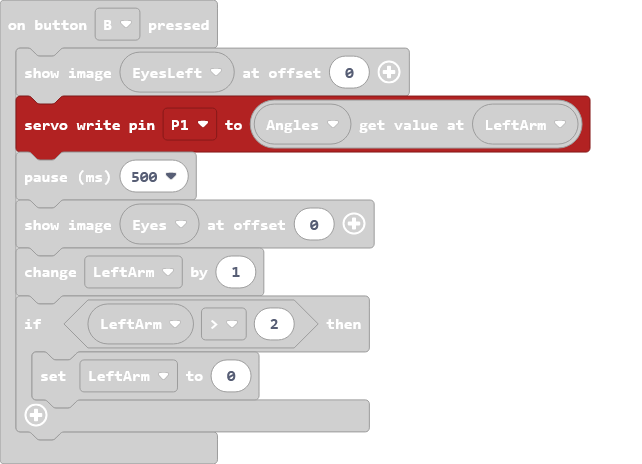 on button B pressed
show image EyesLeft at offset 0
servo write pin P1 to Angles get value at LeftArm
pause (ms) 500
show image Eyes at offset 0
change LeftArm by 1
if LeftArm > 2 then
set LeftArm to 0